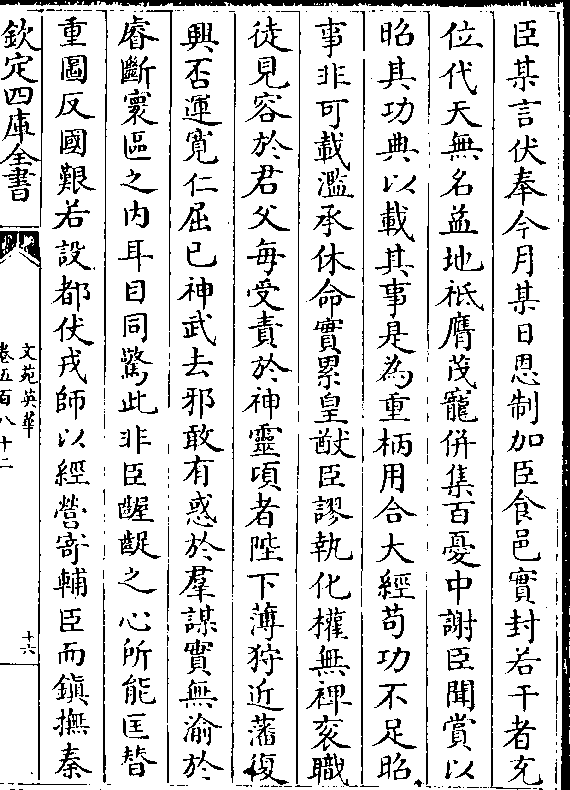 臣某言伏奉今月某日恩制加臣食邑實封若干者充
位代天無名益地祗膺茂寵併集百憂中謝臣聞賞以
昭其功典以載其事是為重柄用合大經苟功不足昭
事非可載濫承休命實累皇猷臣謬執化權無裨衮職
徒見容於君父每受責於神靈頃者陛下薄狩近藩復
興否運寛仁屈已神武去邪敢有惑於羣謀實無渝於
睿斷寰區之内耳目同驚此非臣齷齪之心所能匡替
重圖反國艱若設都伏戎師以經營寄輔臣而鎭撫秦
欽定四庫全書
文苑英華
卷五百八十二
十六